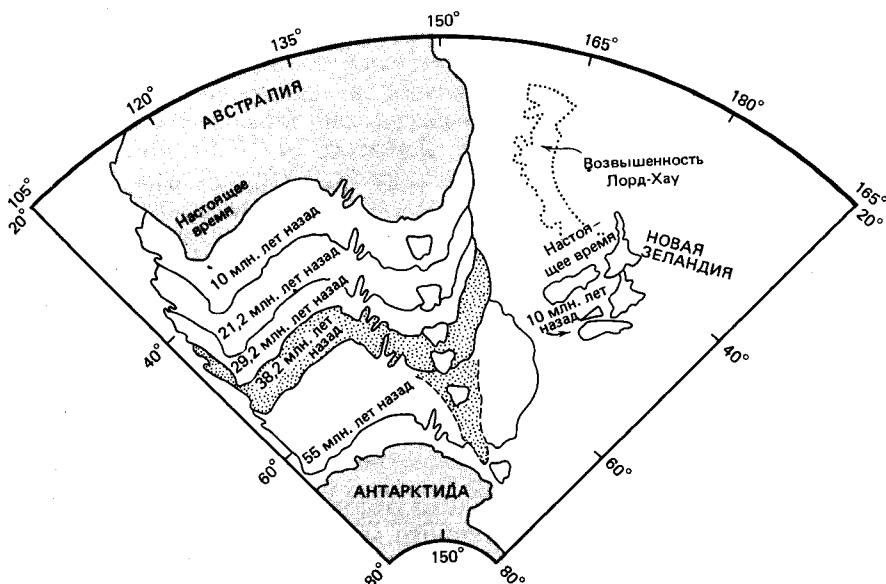 150°
135°
165°
120°
180°
105°
20°
165°
20°
АВСТРАЛИЯ
Возвышенность
Лорд-Хау
Настоящее
время
Настоя-
щее время
НОВАЯ
ЗЕЛАНДИЯ
10 млн. лет назад
10 млн. лет
назад
21,2 млн. лет назад
29,2 млн. лет назад
38,2 млн. лет
назад
40°
40°
55 млн. лет назад
60°
60°
АНТАРКТИДА
80°
150°
80°